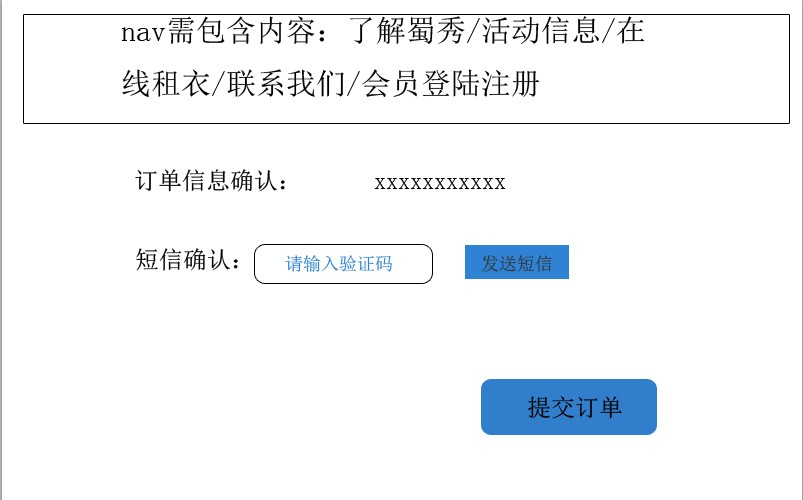 nav需包含内容：了解蜀秀/活动信息/在
线租衣/联系我们/会员登陆注册
订单信息确认： xxxxxxxxxxx
短信确认： 请输入验证码 发送短信
提交订单